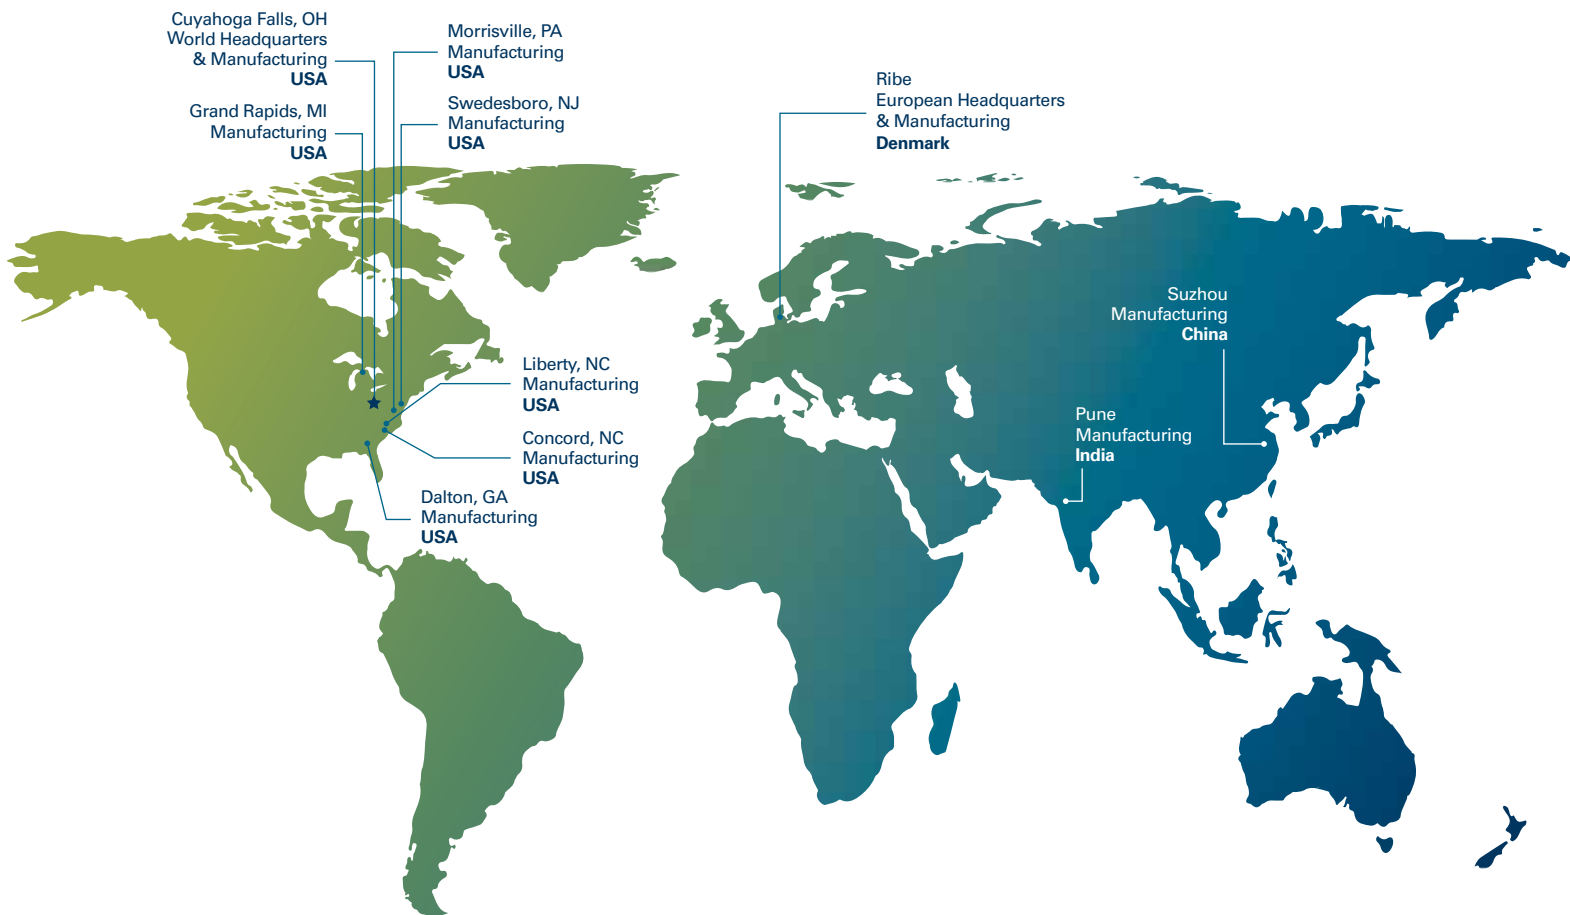 Cuyahoga Falls, OH
World Headquarters
& Manufacturing
USA
Grand Rapids, MI
Manufacturing
USA
Morrisville, PA
Manufacturing
USA
Swedesboro, NJ
Manufacturing
USA
Ribe
European Headquarters
& Manufacturing
Denmark
Suzhou
Manufacturing
China
Liberty, NC
Manufacturing
USA
Concord, NC
Manufacturing
USA
Pune
Manufacturing
India
Dalton, GA
Manufacturing
USA